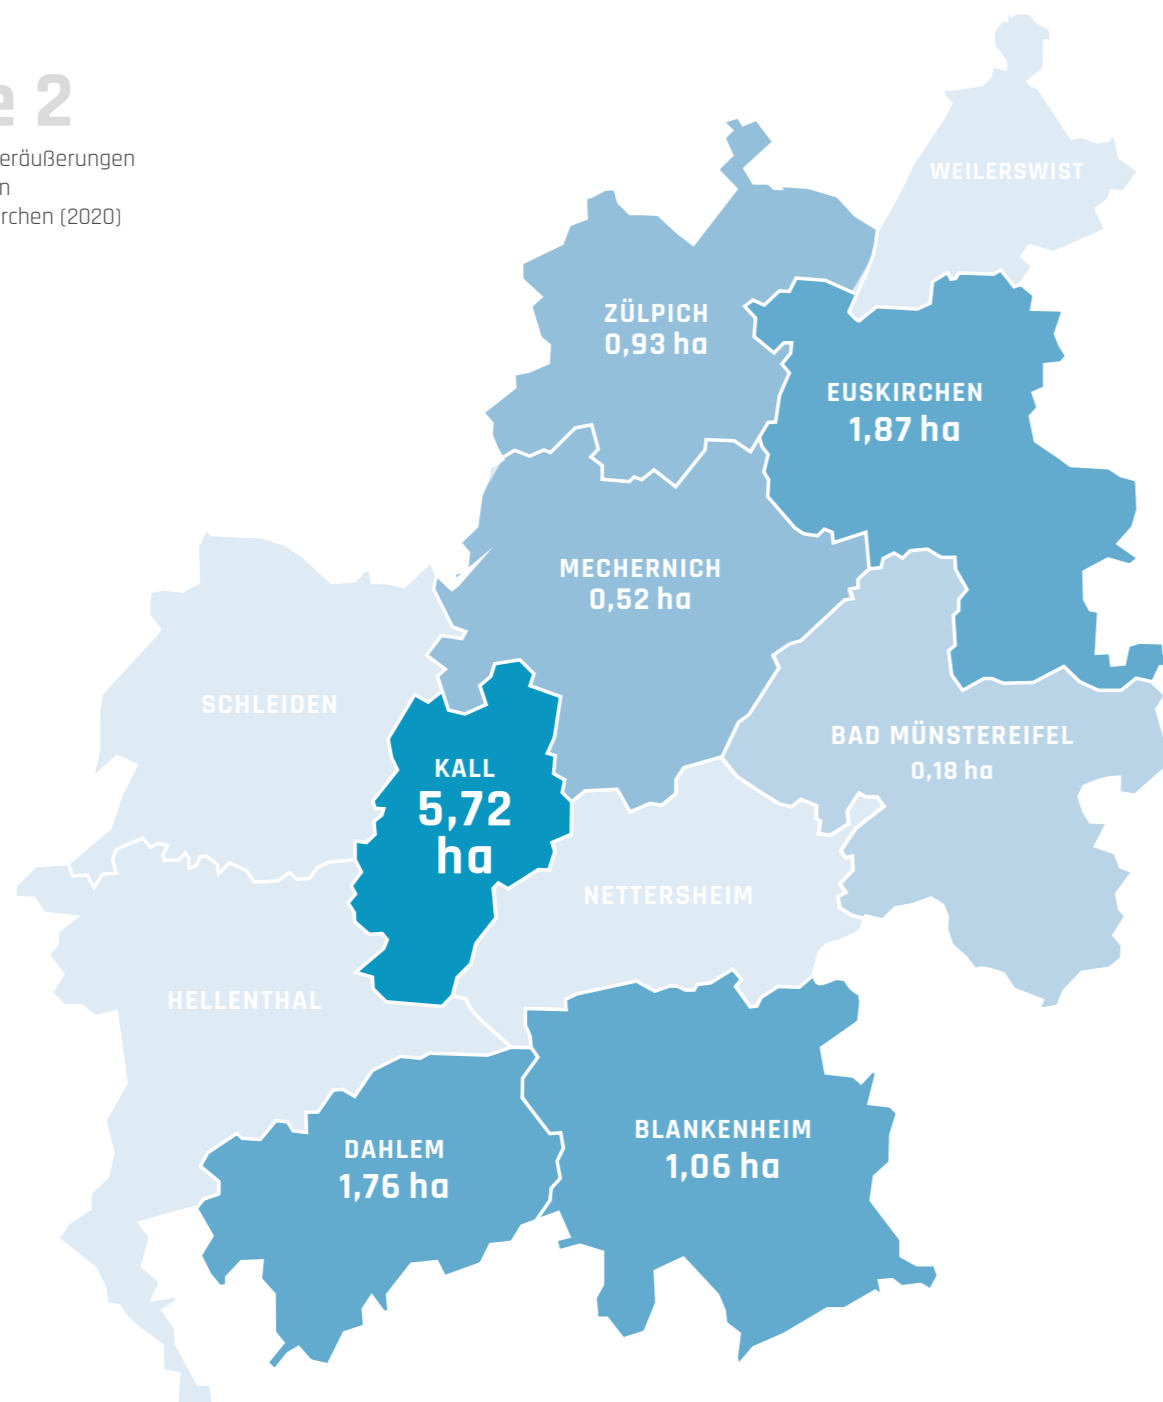 e 2
eräußerungen
n
rchen (2020)
WEILERSWIST
ZÜLPICH
0,93 ha
EUSKIRCHEN
1,87 ha
MECHERNICH
0,52 ha
SCHLEIDEN
BAD MÜNSTEREIFEL
0,18 ha
KALL
5,72
ha
NETTERSHEIM
HELLENTHAL
BLANKENHEIM
1,06 ha
DAHLEM
1,76 ha